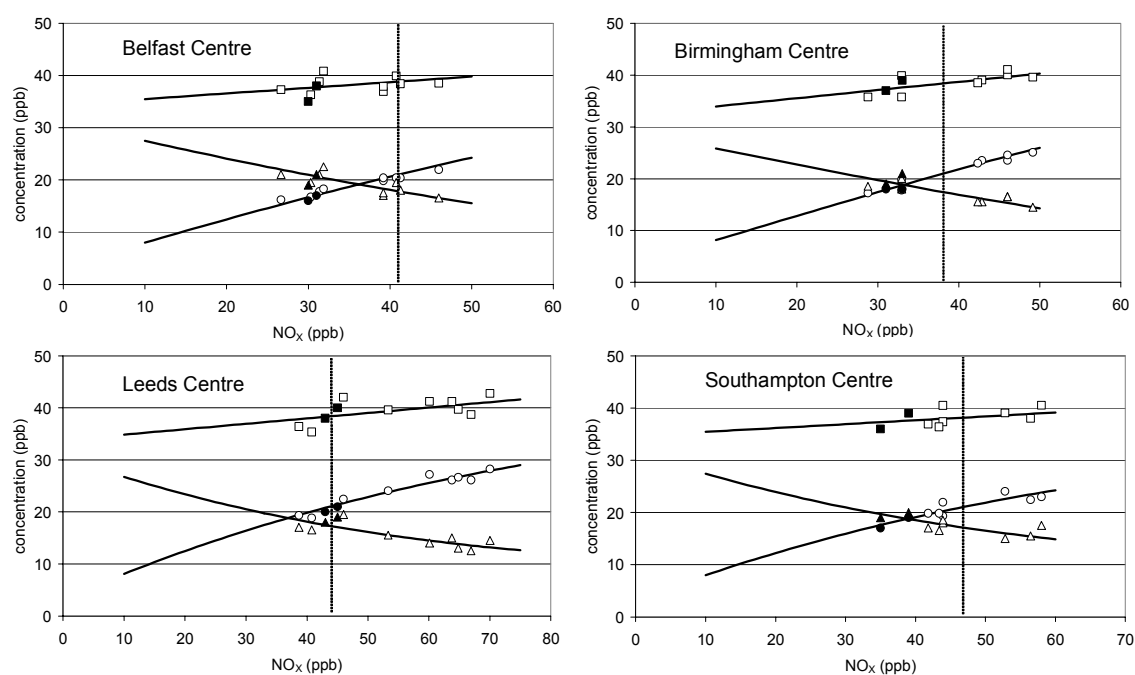 Belfast Centre
concentration (ppb)
50
40
30
20
10
0
0 10 20 30 40 50 60
NOX (ppb)
Birmingham Centre
concentration (ppb)
50
40
30
20
10
0
0 10 20 30 40 50 60
NOX (ppb)
Leeds Centre
concentration (ppb)
50
40
30
20
10
0
0 10 20 30 40 50 60 70 80
NOX (ppb)
Southampton Centre
concentration (ppb)
50
40
30
20
10
0
0 10 20 30 40 50 60 70
NOX (ppb)